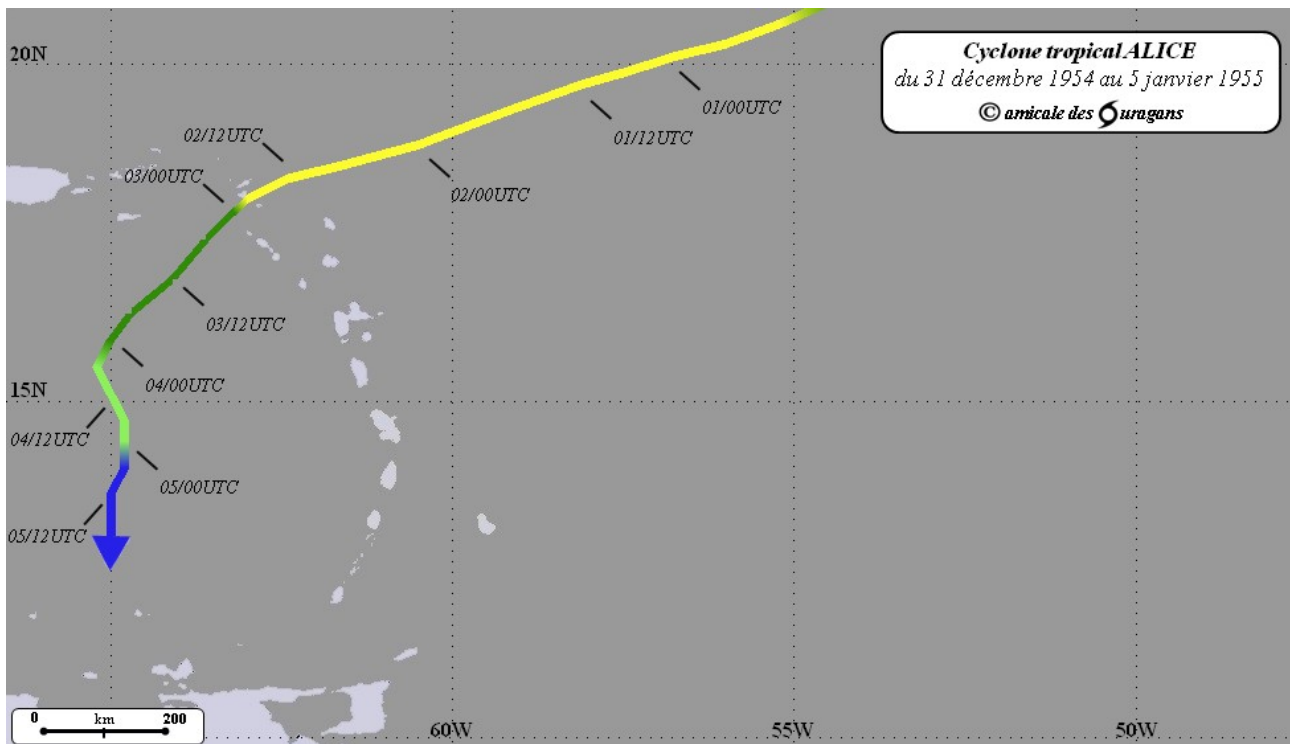 20N
Cyclone tropical ALICE
du 31 décembre 1954 au 5 janvier 1955
© amicale des Ouragans
01/00UTC
02/12UTC
01/12UTC
03/00UTC
02/00UTC
03/12UTC
04/00UTC
15N
04/12UTC
05/00UTC
05/12UTC
0 km 200
60W
55W
50W